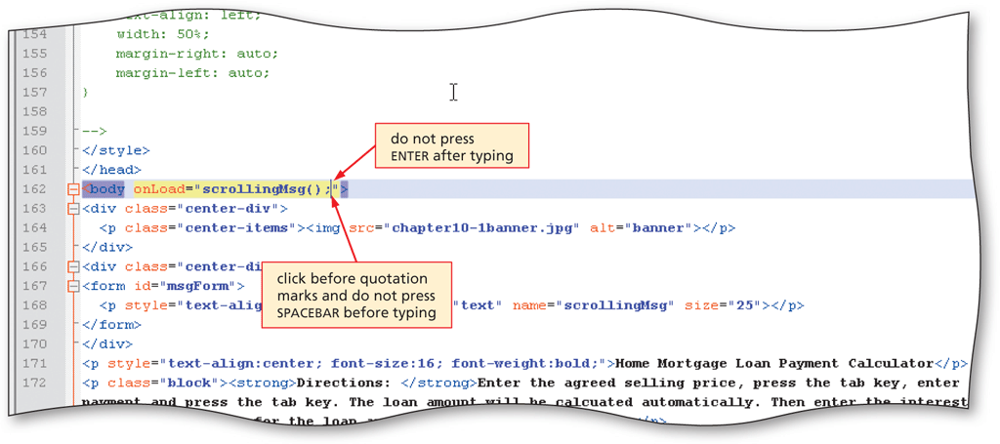 text-align: left;
154 width: 50%;
155 margin-right: auto;
156 margin-left: auto;
157 }
158
159 -->
160 </style>
161 </head>
162 <body onLoad="scrollingMsg();">
163 <div class="center-div">
164 <p class="center-items"><img src="chapter10-1banner.jpg" alt="banner"></p>
165 </div>
166 <div class="center-di
167 <form id="msgForm">
168 <p style="text-alig "text" name="scrollingMsg" size="25"></p>
169 </form>
170 </div>
171 <p style="text-align:center; font-size:16; font-weight:bold;">Home Mortgage Loan Payment Calculator</p>
172 <p class="block"><strong>Directions: </strong>Enter the agreed selling price, press the tab key, enter
payment and press the tab key. The loan amount will be calcuated automatically. Then enter the interest
for the loan
do not press
ENTER after typing
click before quotation
marks and do not press
SPACEBAR before typing